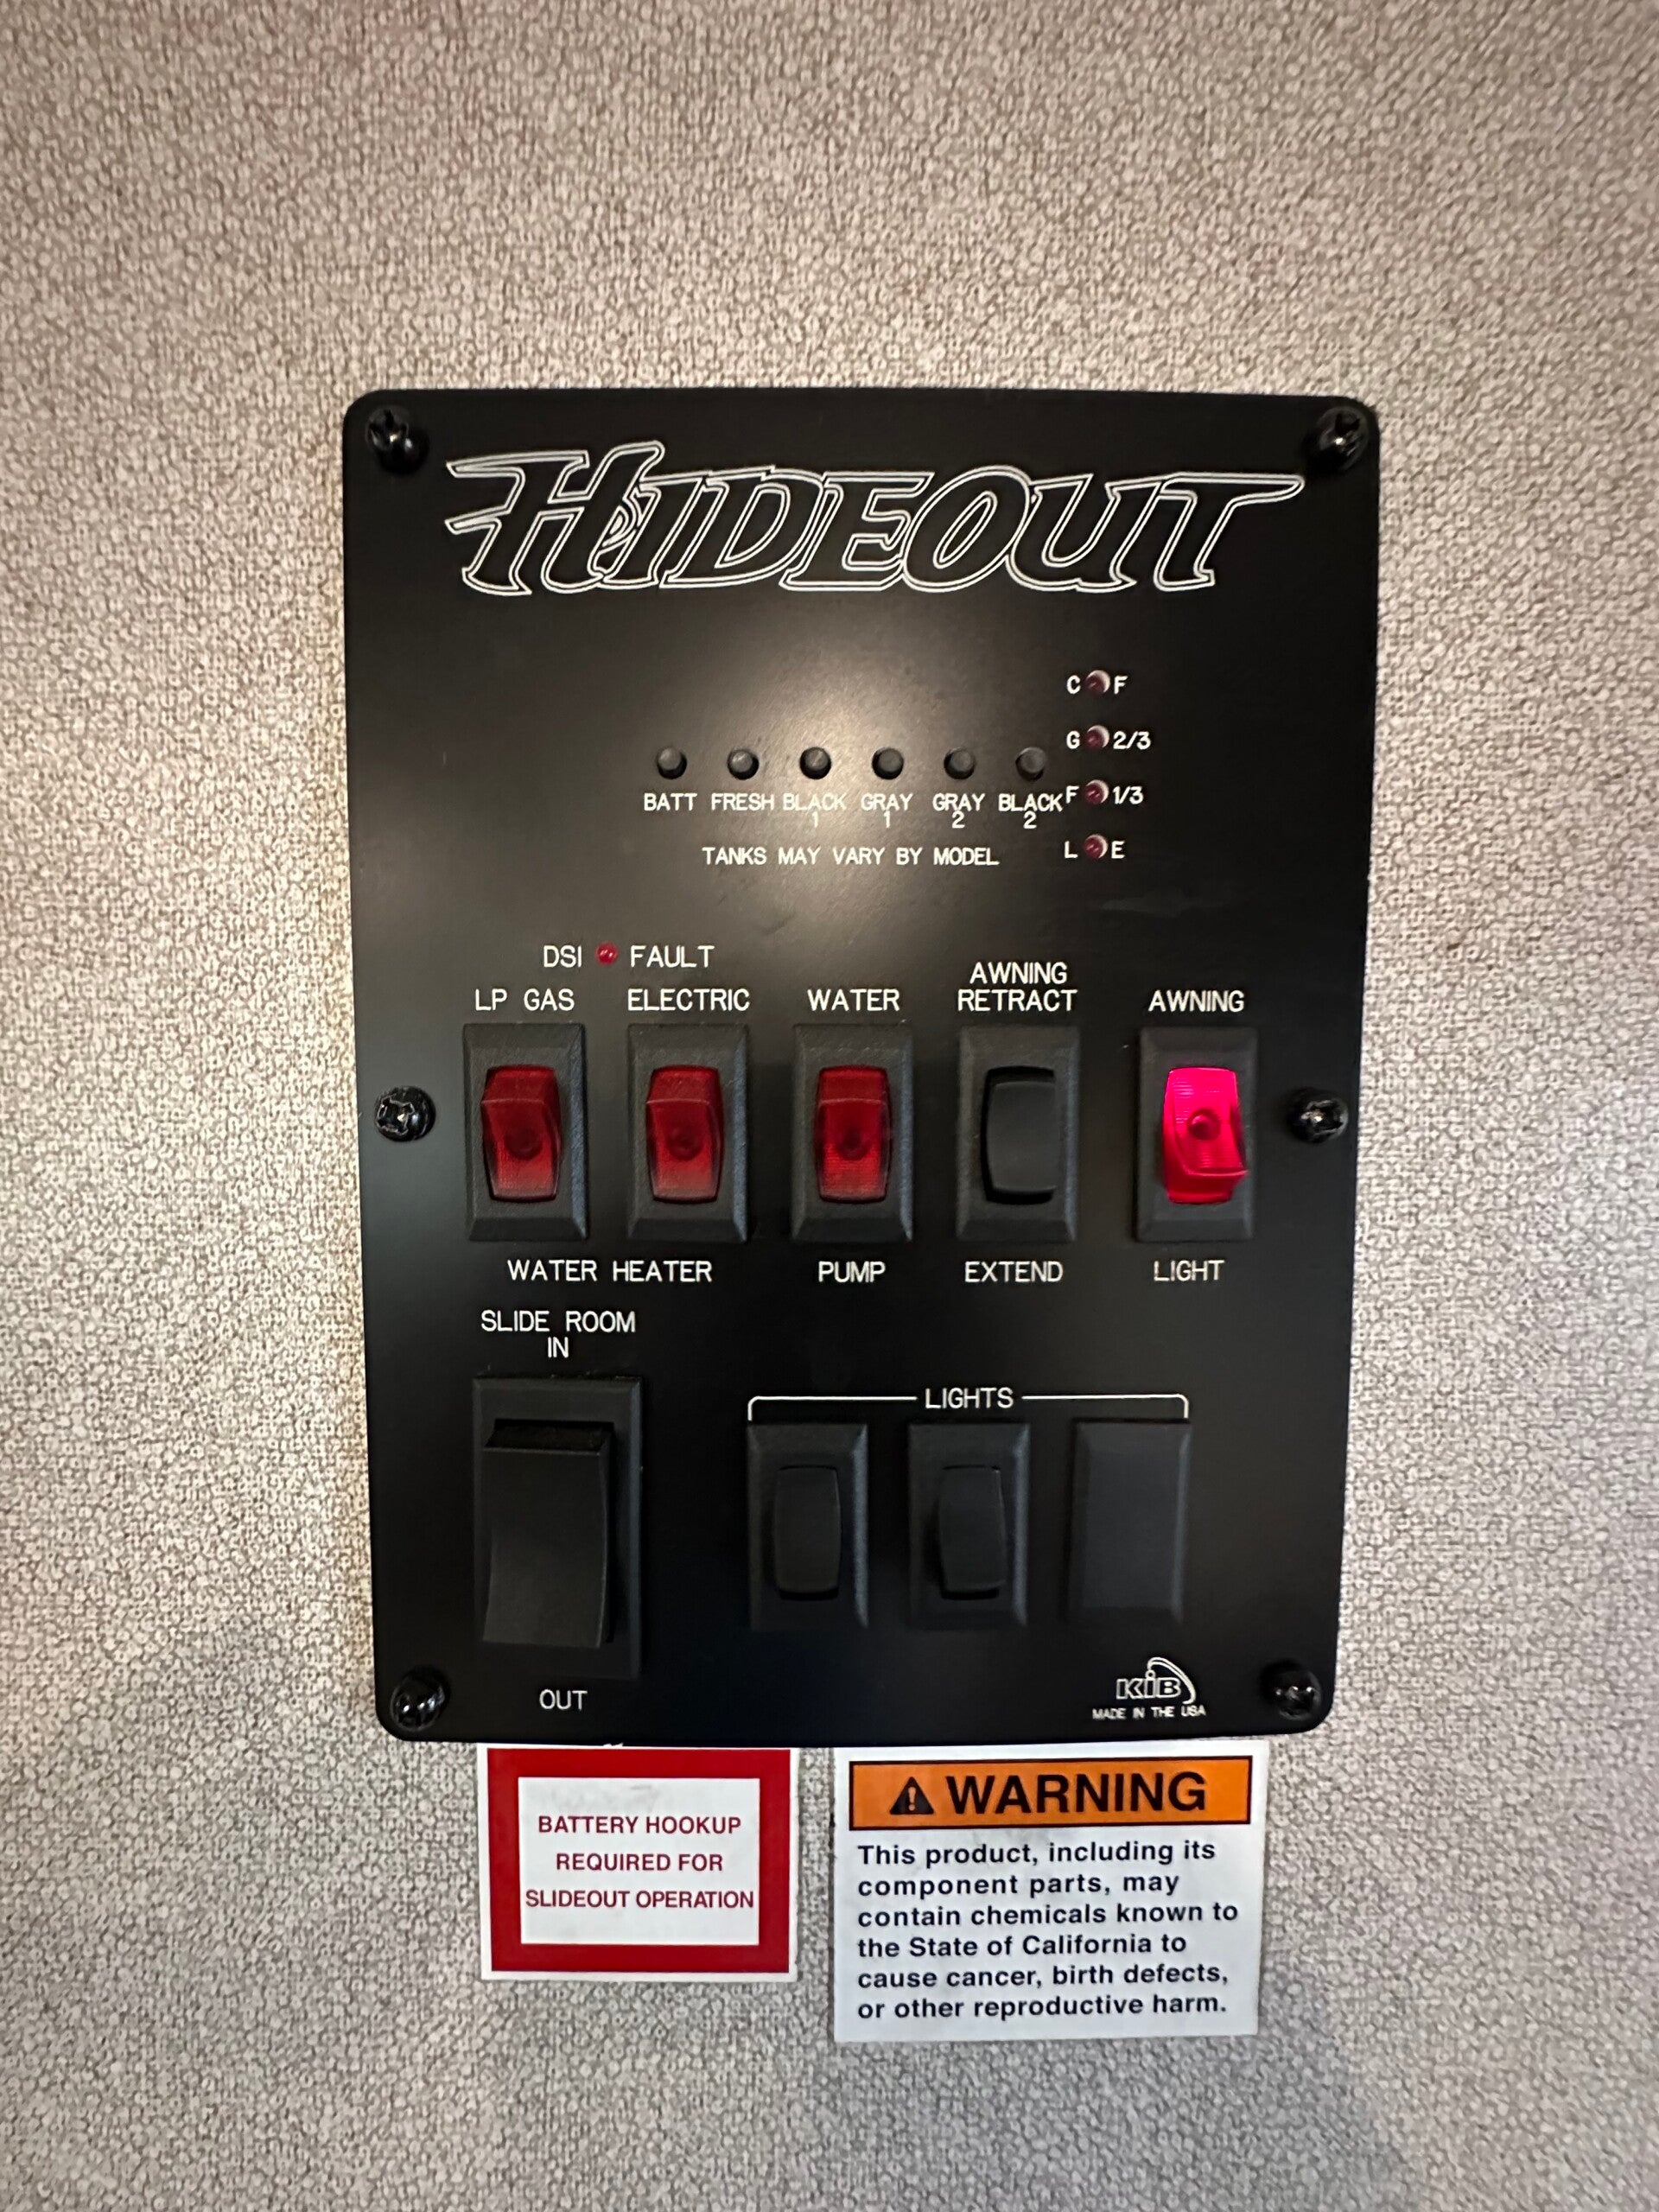 HIDEOUT
C F
G 2/3
F 1/3
L E
BATT FRESH BLACK 1 GRAY 1 GRAY 2 BLACK 2
TANKS MAY VARY BY MODEL
DSI FAULT
LP GAS ELECTRIC WATER AWNING RETRACT AWNING
WATER HEATER PUMP EXTEND LIGHT
SLIDE ROOM
IN
LIGHTS
OUT
KiB
MADE IN THE USA
BATTERY HOOKUP
REQUIRED FOR
SLIDEOUT OPERATION
WARNING
This product, including its
component parts, may
contain chemicals known to
the State of California to
cause cancer, birth defects,
or other reproductive harm.